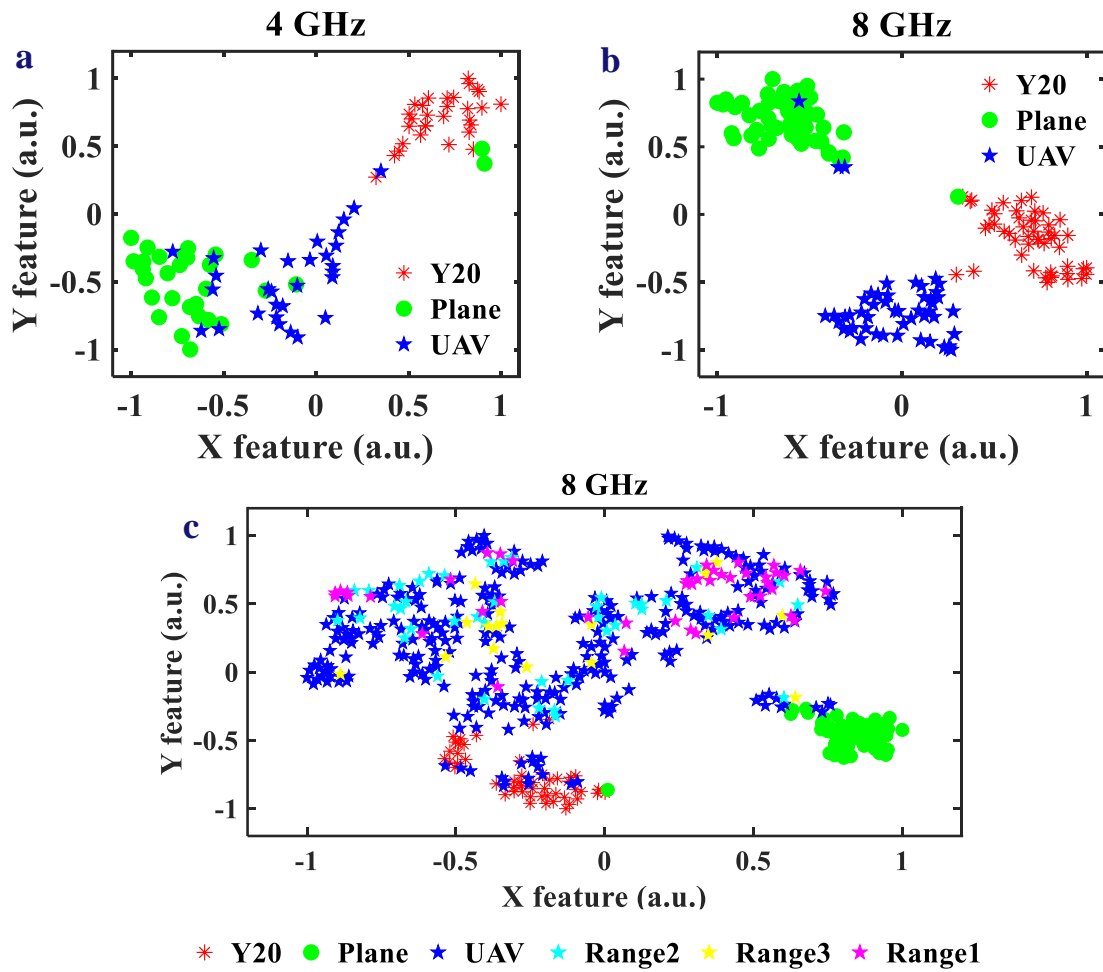 4 GHz
a
1
0.5
0
-0.5
-1
Y feature (a.u.)
Y20
Plane
UAV
-1 -0.5 0 0.5 1
X feature (a.u.)
8 GHz
b
1
0.5
0
-0.5
-1
Y feature (a.u.)
Y20
Plane
UAV
-1 0 1
X feature (a.u.)
8 GHz
c
1
0.5
0
-0.5
-1
Y feature (a.u.)
-1 -0.5 0 0.5 1
X feature (a.u.)
Y20 Plane UAV Range2 Range3 Range1